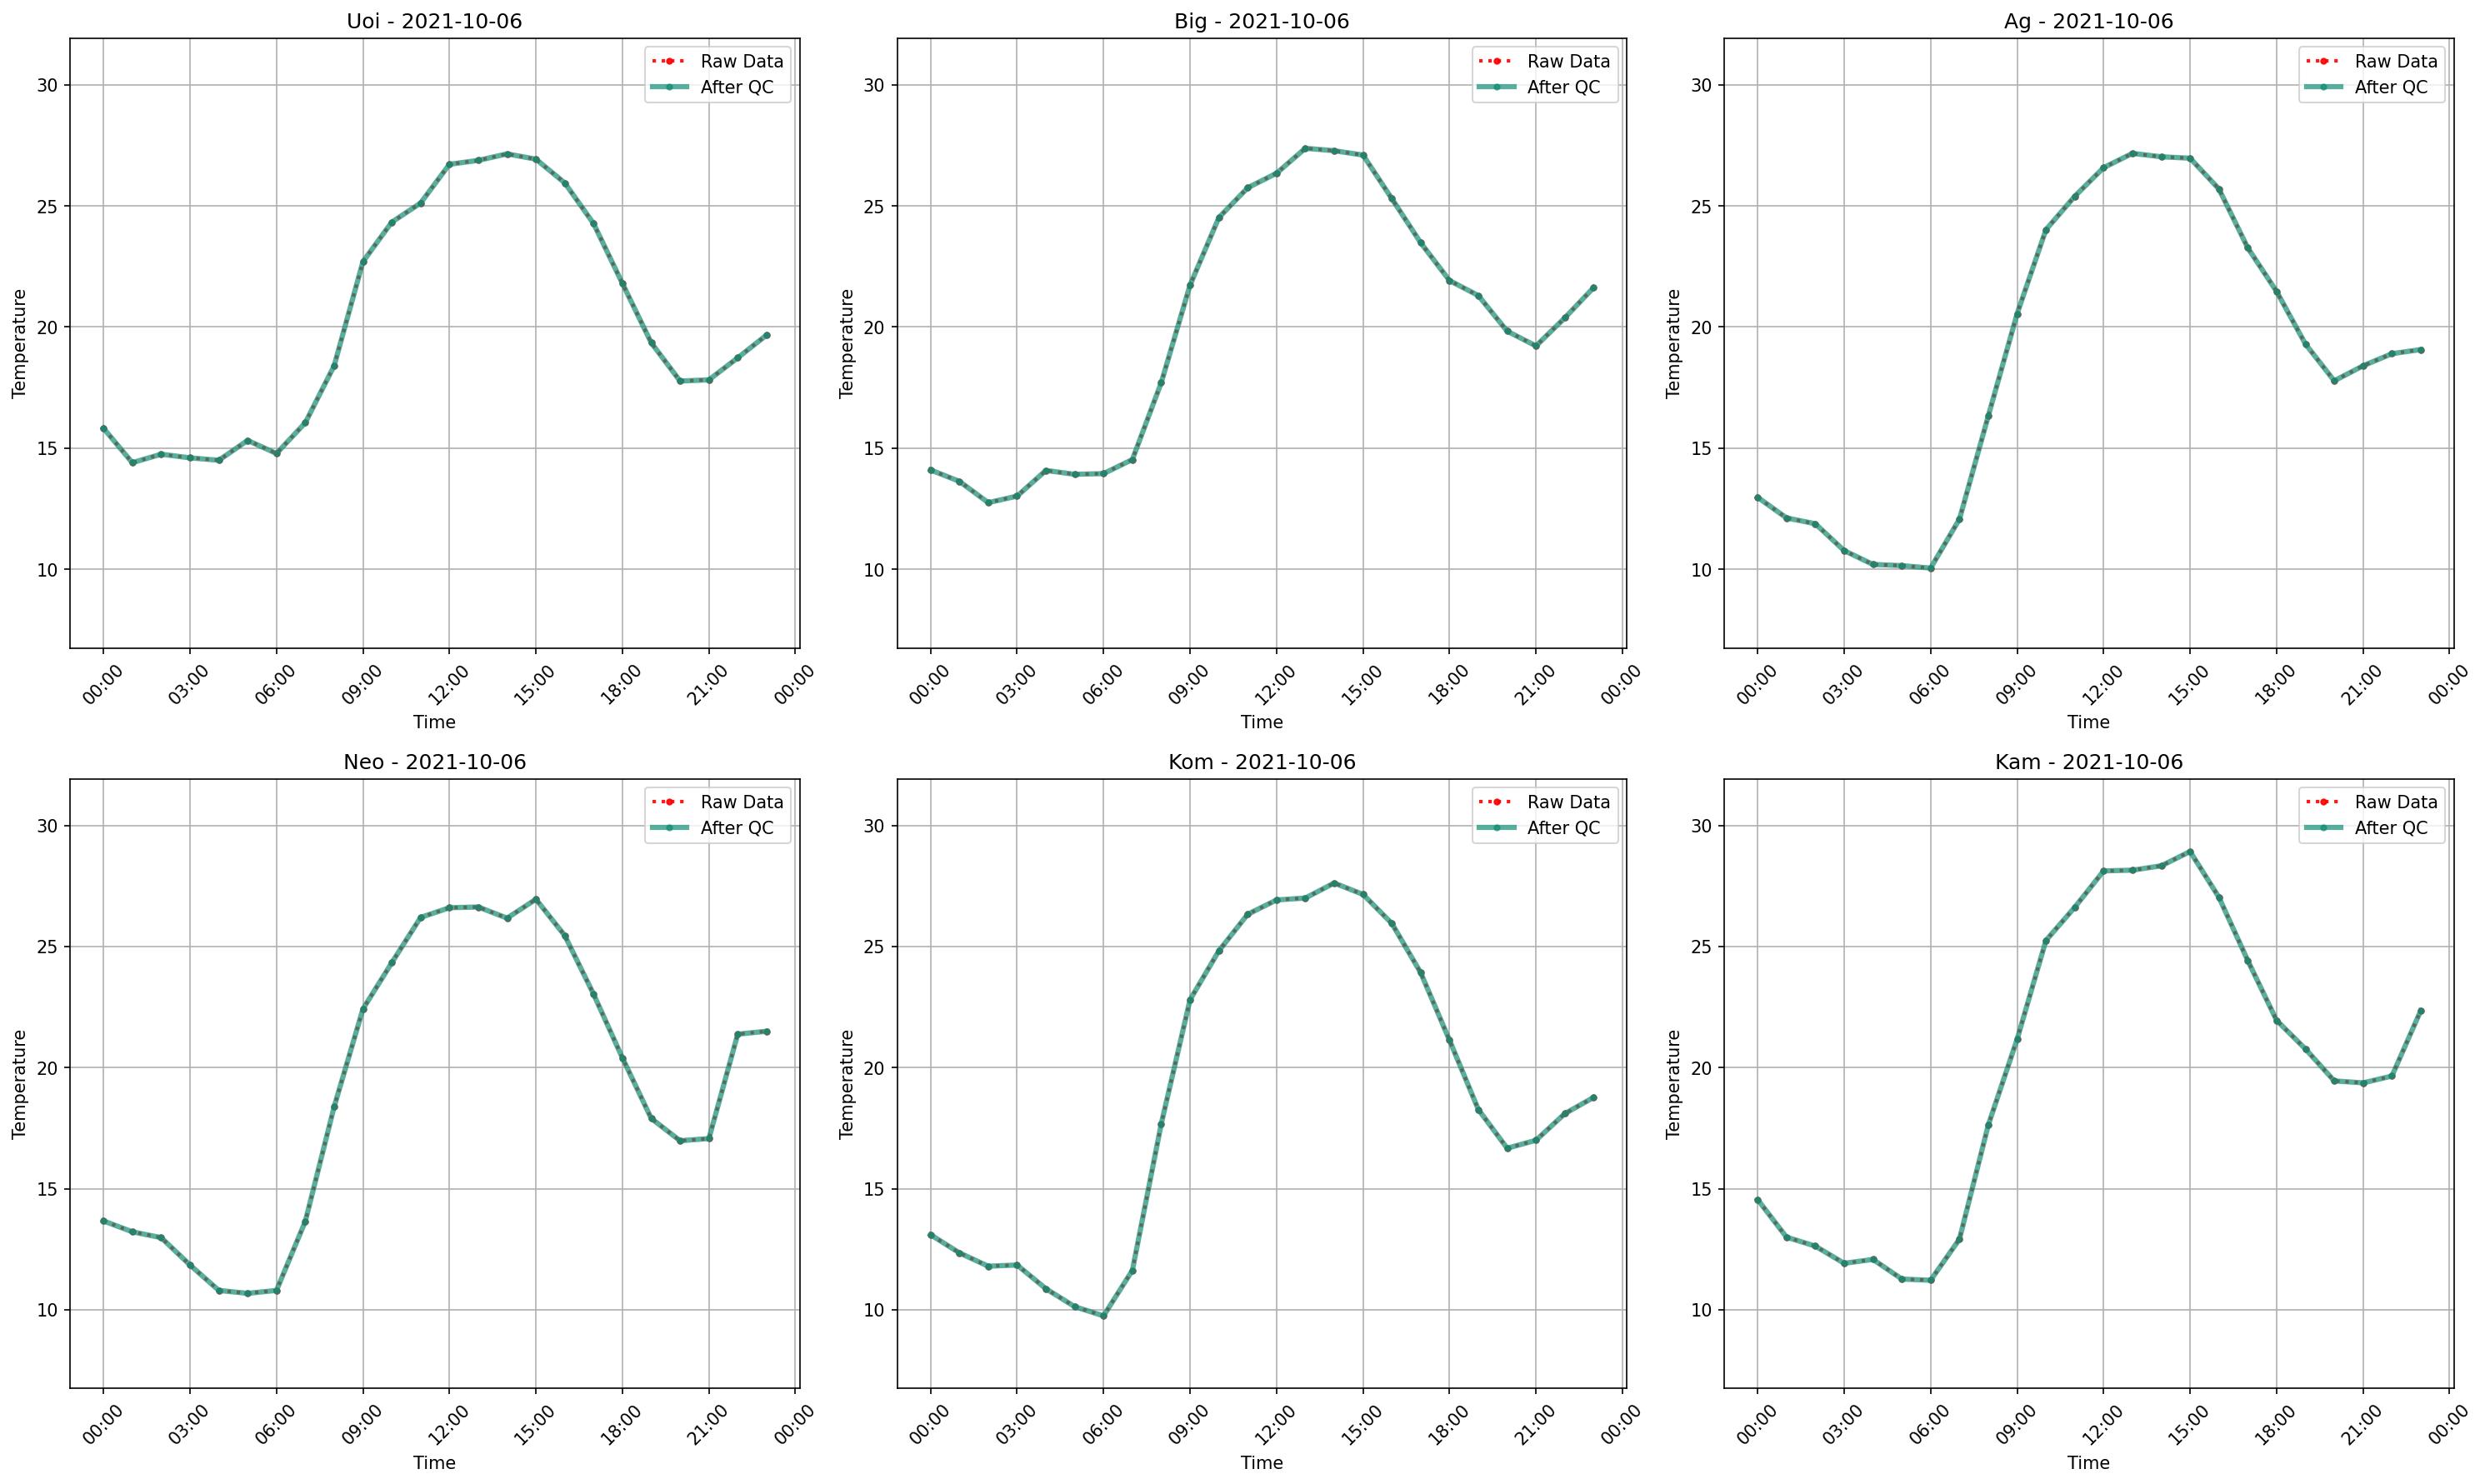 Uoi - 2021-10-06
Raw Data
After QC
Temperature
30
25
20
15
10
00:00
03:00
06:00
09:00
12:00
15:00
18:00
21:00
00:00
Time
Big - 2021-10-06
Raw Data
After QC
Temperature
30
25
20
15
10
00:00
03:00
06:00
09:00
12:00
15:00
18:00
21:00
00:00
Time
Ag - 2021-10-06
Raw Data
After QC
Temperature
30
25
20
15
10
00:00
03:00
06:00
09:00
12:00
15:00
18:00
21:00
00:00
Time
Neo - 2021-10-06
Raw Data
After QC
Temperature
30
25
20
15
10
00:00
03:00
06:00
09:00
12:00
15:00
18:00
21:00
00:00
Time
Kom - 2021-10-06
Raw Data
After QC
Temperature
30
25
20
15
10
00:00
03:00
06:00
09:00
12:00
15:00
18:00
21:00
00:00
Time
Kam - 2021-10-06
Raw Data
After QC
Temperature
30
25
20
15
10
00:00
03:00
06:00
09:00
12:00
15:00
18:00
21:00
00:00
Time